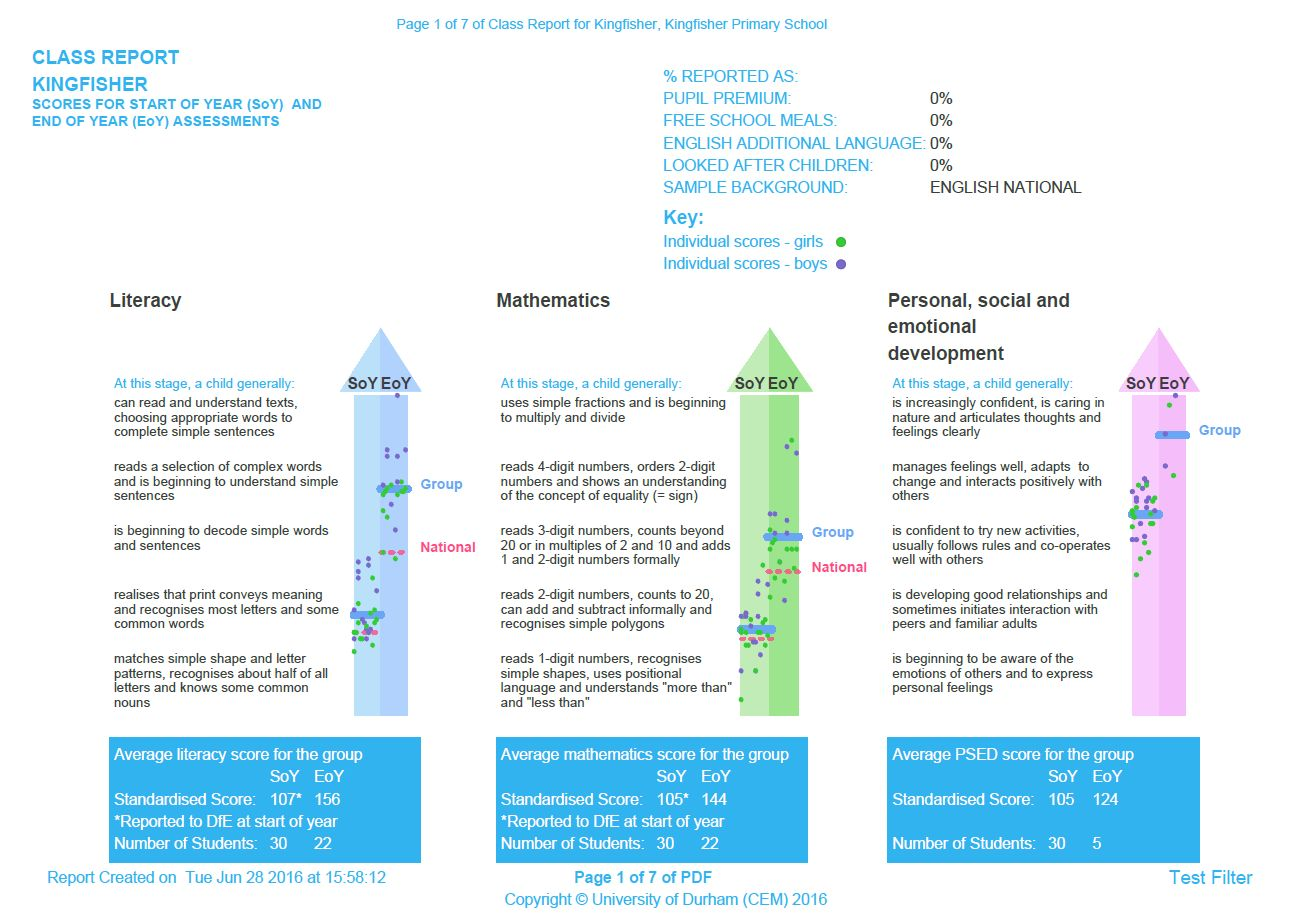 Page 1 of 7 of Class Report for Kingfisher, Kingfisher Primary School
CLASS REPORT
KINGFISHER
SCORES FOR START OF YEAR (SoY) AND
END OF YEAR (EoY) ASSESSMENTS
% REPORTED AS:
PUPIL PREMIUM: 0%
FREE SCHOOL MEALS: 0%
ENGLISH ADDITIONAL LANGUAGE: 0%
LOOKED AFTER CHILDREN: 0%
SAMPLE BACKGROUND: ENGLISH NATIONAL
Key:
Individual scores - girls
Individual scores - boys
Literacy
SoY EoY
At this stage, a child generally:
can read and understand texts,
choosing appropriate words to
complete simple sentences
reads a selection of complex words
and is beginning to understand simple
sentences
Group
is beginning to decode simple words
and sentences
National
realises that print conveys meaning
and recognises most letters and some
common words
matches simple shape and letter
patterns, recognises about half of all
letters and knows some common
nouns
Mathematics
SoY EoY
At this stage, a child generally:
uses simple fractions and is beginning
to multiply and divide
reads 4-digit numbers, orders 2-digit
numbers and shows an understanding
of the concept of equality (= sign)
reads 3-digit numbers, counts beyond
20 or in multiples of 2 and 10 and adds
1 and 2-digit numbers formally
Group
National
reads 2-digit numbers, counts to 20,
can add and subtract informally and
recognises simple polygons
reads 1-digit numbers, recognises
simple shapes, uses positional
language and understands "more than"
and "less than"
Personal, social and
emotional
development
SoY EoY
At this stage, a child generally:
is increasingly confident, is caring in
nature and articulates thoughts and
feelings clearly
Group
manages feelings well, adapts to
change and interacts positively with
others
is confident to try new activities,
usually follows rules and co-operates
well with others
is developing good relationships and
sometimes initiates interaction with
peers and familiar adults
is beginning to be aware of the
emotions of others and to express
personal feelings
Average literacy score for the group
SoY EoY
Standardised Score: 107* 156
*Reported to DfE at start of year
Number of Students: 30 22
Average mathematics score for the group
SoY EoY
Standardised Score: 105* 144
*Reported to DfE at start of year
Number of Students: 30 22
Average PSED score for the group
SoY EoY
Standardised Score: 105 124
Number of Students: 30 5
Report Created on Tue Jun 28 2016 at 15:58:12
Page 1 of 7 of PDF
Test Filter
Copyright © University of Durham (CEM) 2016